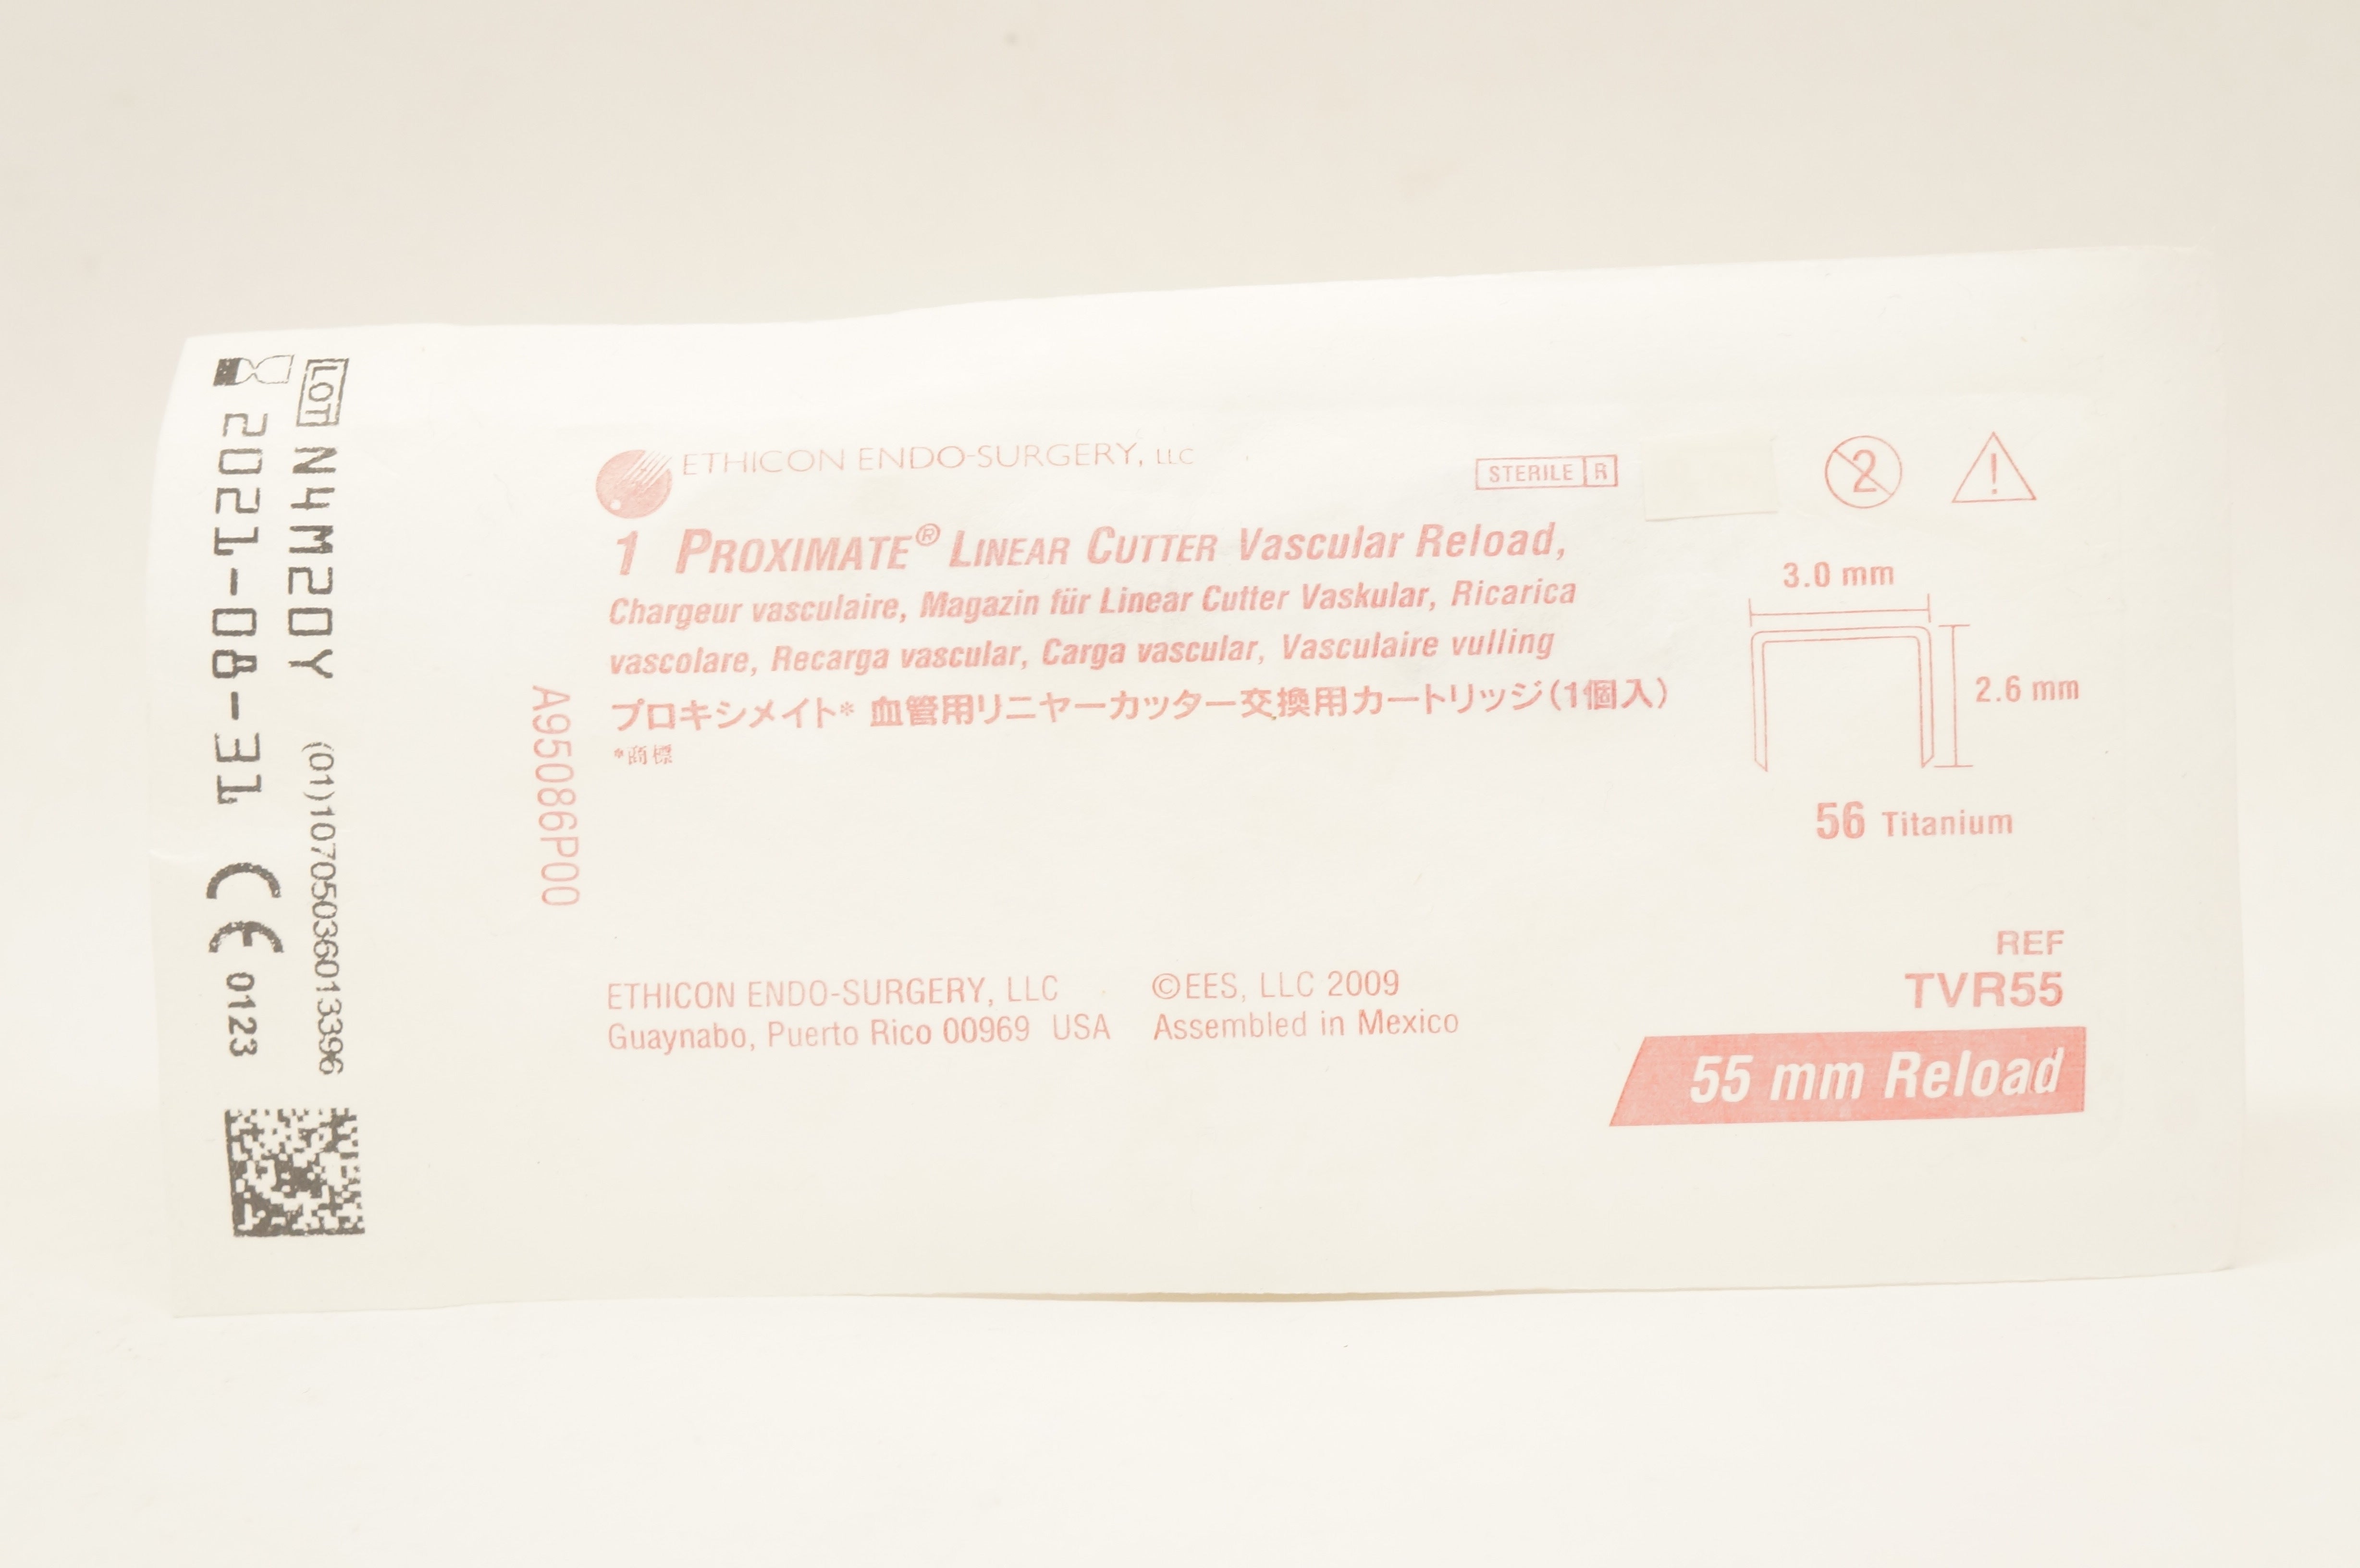 LOT N4M20Y (01)10705036013396
2021-08-31 CE 0123
ETHICON ENDO-SURGERY, LLC
STERILE R
2
!
1 PROXIMATE® LINEAR CUTTER Vascular Reload,
Chargeur vasculaire, Magazin für Linear Cutter Vaskular, Ricarica
vascolare, Recarga vascular, Carga vascular, Vasculaire vulling
プロキシメイト* 血管用リニヤーカッター交換用カートリッジ(1個入)
*商標
A95086P00
3.0 mm
2.6 mm
56 Titanium
ETHICON ENDO-SURGERY, LLC
Guaynabo, Puerto Rico 00969 USA
©EES, LLC 2009
Assembled in Mexico
REF
TVR55
55 mm Reload